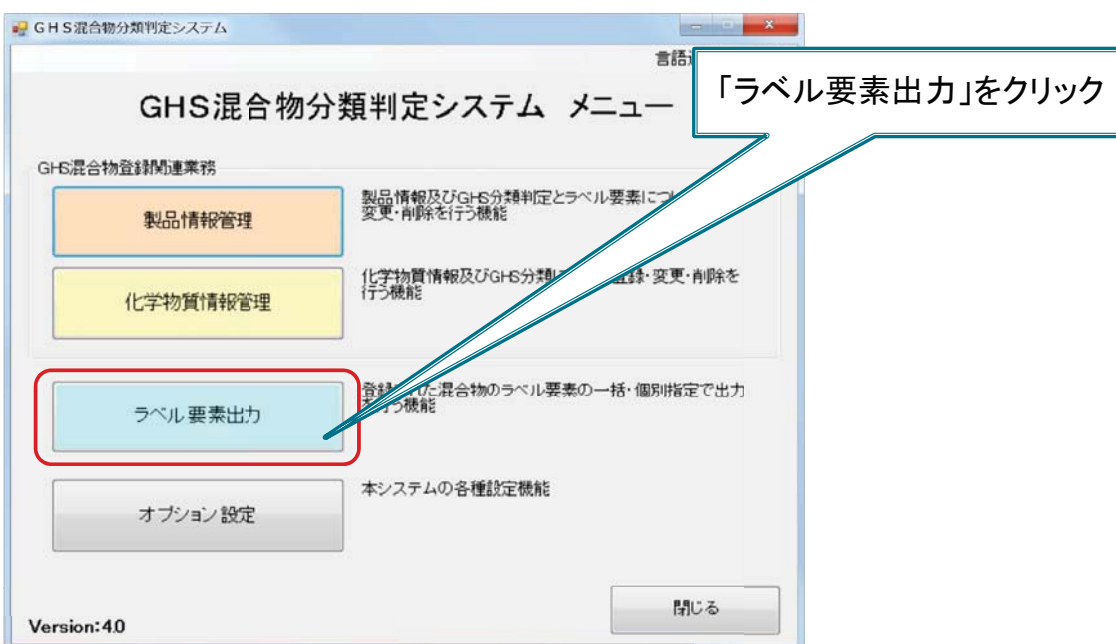 GHS混合物分類判定システム
言語
「ラベル要素出力」をクリック
GHS混合物分類判定システム メニュー
GHS混合物登録関連業務
製品情報管理
製品情報及びGHS分類判定とラベル要素につ
変更・削除を行う機能
化学物質情報管理
化学物質情報及びGHS分類 登録・変更・削除を
行う機能
ラベル要素出力
登録 た混合物のラベル要素の一括・個別指定で出力
行う機能
オプション設定
本システムの各種設定機能
閉じる
Version:4.0